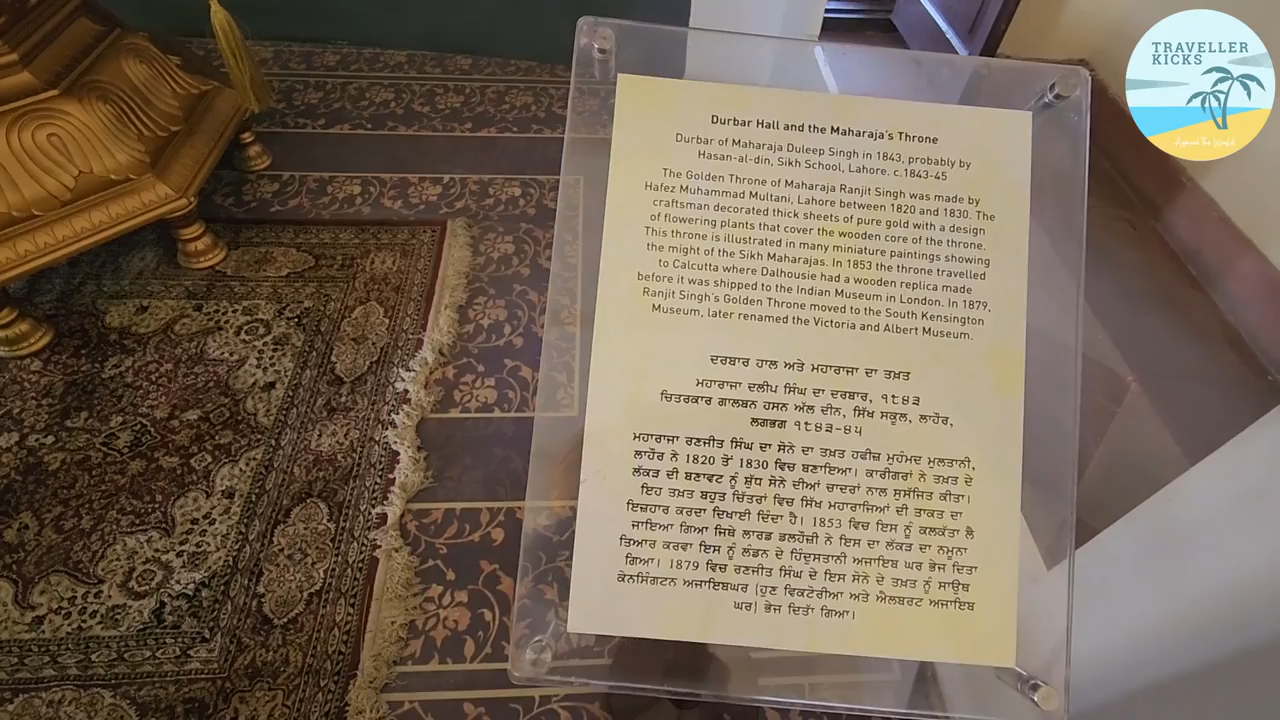 TRAVELLER
KICKS
Around The World
Durbar Hall and the Maharaja's Throne
Durbar of Maharaja Duleep Singh in 1843, probably by
Hasan-al-din, Sikh School, Lahore. c.1843-45
The Golden Throne of Maharaja Ranjit Singh was made by
Hafez Muhammad Multani, Lahore between 1820 and 1830. The
craftsman decorated thick sheets of pure gold with a design
of flowering plants that cover the wooden core of the throne.
This throne is illustrated in many miniature paintings showing
the might of the Sikh Maharajas. In 1853 the throne travelled
to Calcutta where Dalhousie had a wooden replica made
before it was shipped to the Indian Museum in London. In 1879,
Ranjit Singh's Golden Throne moved to the South Kensington
Museum, later renamed the Victoria and Albert Museum.
ਦਰਬਾਰ ਹਾਲ ਅਤੇ ਮਹਾਰਾਜਾ ਦਾ ਤਖ਼ਤ
ਮਹਾਰਾਜਾ ਦਲੀਪ ਸਿੰਘ ਦਾ ਦਰਬਾਰ, ੧੮੪੩
ਚਿਤਰਕਾਰ ਗਾਲਬਨ ਹਸਨ ਅੱਲ ਦੀਨ, ਸਿੱਖ ਸਕੂਲ, ਲਾਹੌਰ,
ਲਗਭਗ ੧੮੪੩-੪੫
ਮਹਾਰਾਜਾ ਰਣਜੀਤ ਸਿੰਘ ਦਾ ਸੋਨੇ ਦਾ ਤਖ਼ਤ ਹਫੀਜ਼ ਮੁਹੰਮਦ ਮੁਲਤਾਨੀ,
ਲਾਹੌਰ ਨੇ 1820 ਤੋਂ 1830 ਵਿਚ ਬਣਾਇਆ। ਕਾਰੀਗਰਾਂ ਨੇ ਤਖ਼ਤ ਦੇ
ਲੱਕੜ ਦੀ ਬਣਾਵਟ ਨੂੰ ਸ਼ੁੱਧ ਸੋਨੇ ਦੀਆਂ ਚਾਦਰਾਂ ਨਾਲ ਸੁਸੱਜਿਤ ਕੀਤਾ।
ਇਹ ਤਖ਼ਤ ਬਹੁਤ ਚਿੱਤਰਾਂ ਵਿਚ ਸਿੱਖ ਮਹਾਰਾਜਿਆਂ ਦੀ ਤਾਕਤ ਦਾ
ਇਜ਼ਹਾਰ ਕਰਦਾ ਦਿਖਾਈ ਦਿੰਦਾ ਹੈ। 1853 ਵਿਚ ਇਸ ਨੂੰ ਕਲਕੱਤਾ ਲੈ
ਜਾਇਆ ਗਿਆ ਜਿਥੇ ਲਾਰਡ ਡਲਹੌਜ਼ੀ ਨੇ ਇਸ ਦਾ ਲੱਕੜ ਦਾ ਨਮੂਨਾ
ਤਿਆਰ ਕਰਵਾ ਇਸ ਨੂੰ ਲੰਡਨ ਦੇ ਹਿੰਦੁਸਤਾਨੀ ਅਜਾਇਬ ਘਰ ਭੇਜ ਦਿਤਾ
ਗਿਆ। 1879 ਵਿਚ ਰਣਜੀਤ ਸਿੰਘ ਦੇ ਇਸ ਸੋਨੇ ਦੇ ਤਖ਼ਤ ਨੂੰ ਸਾਊਥ
ਕੇਨਸਿੰਗਟਨ ਅਜਾਇਬਘਰ (ਹੁਣ ਵਿਕਟੋਰੀਆ ਅਤੇ ਐਲਬਰਟ ਅਜਾਇਬ
ਘਰ) ਭੇਜ ਦਿਤਾ ਗਿਆ।